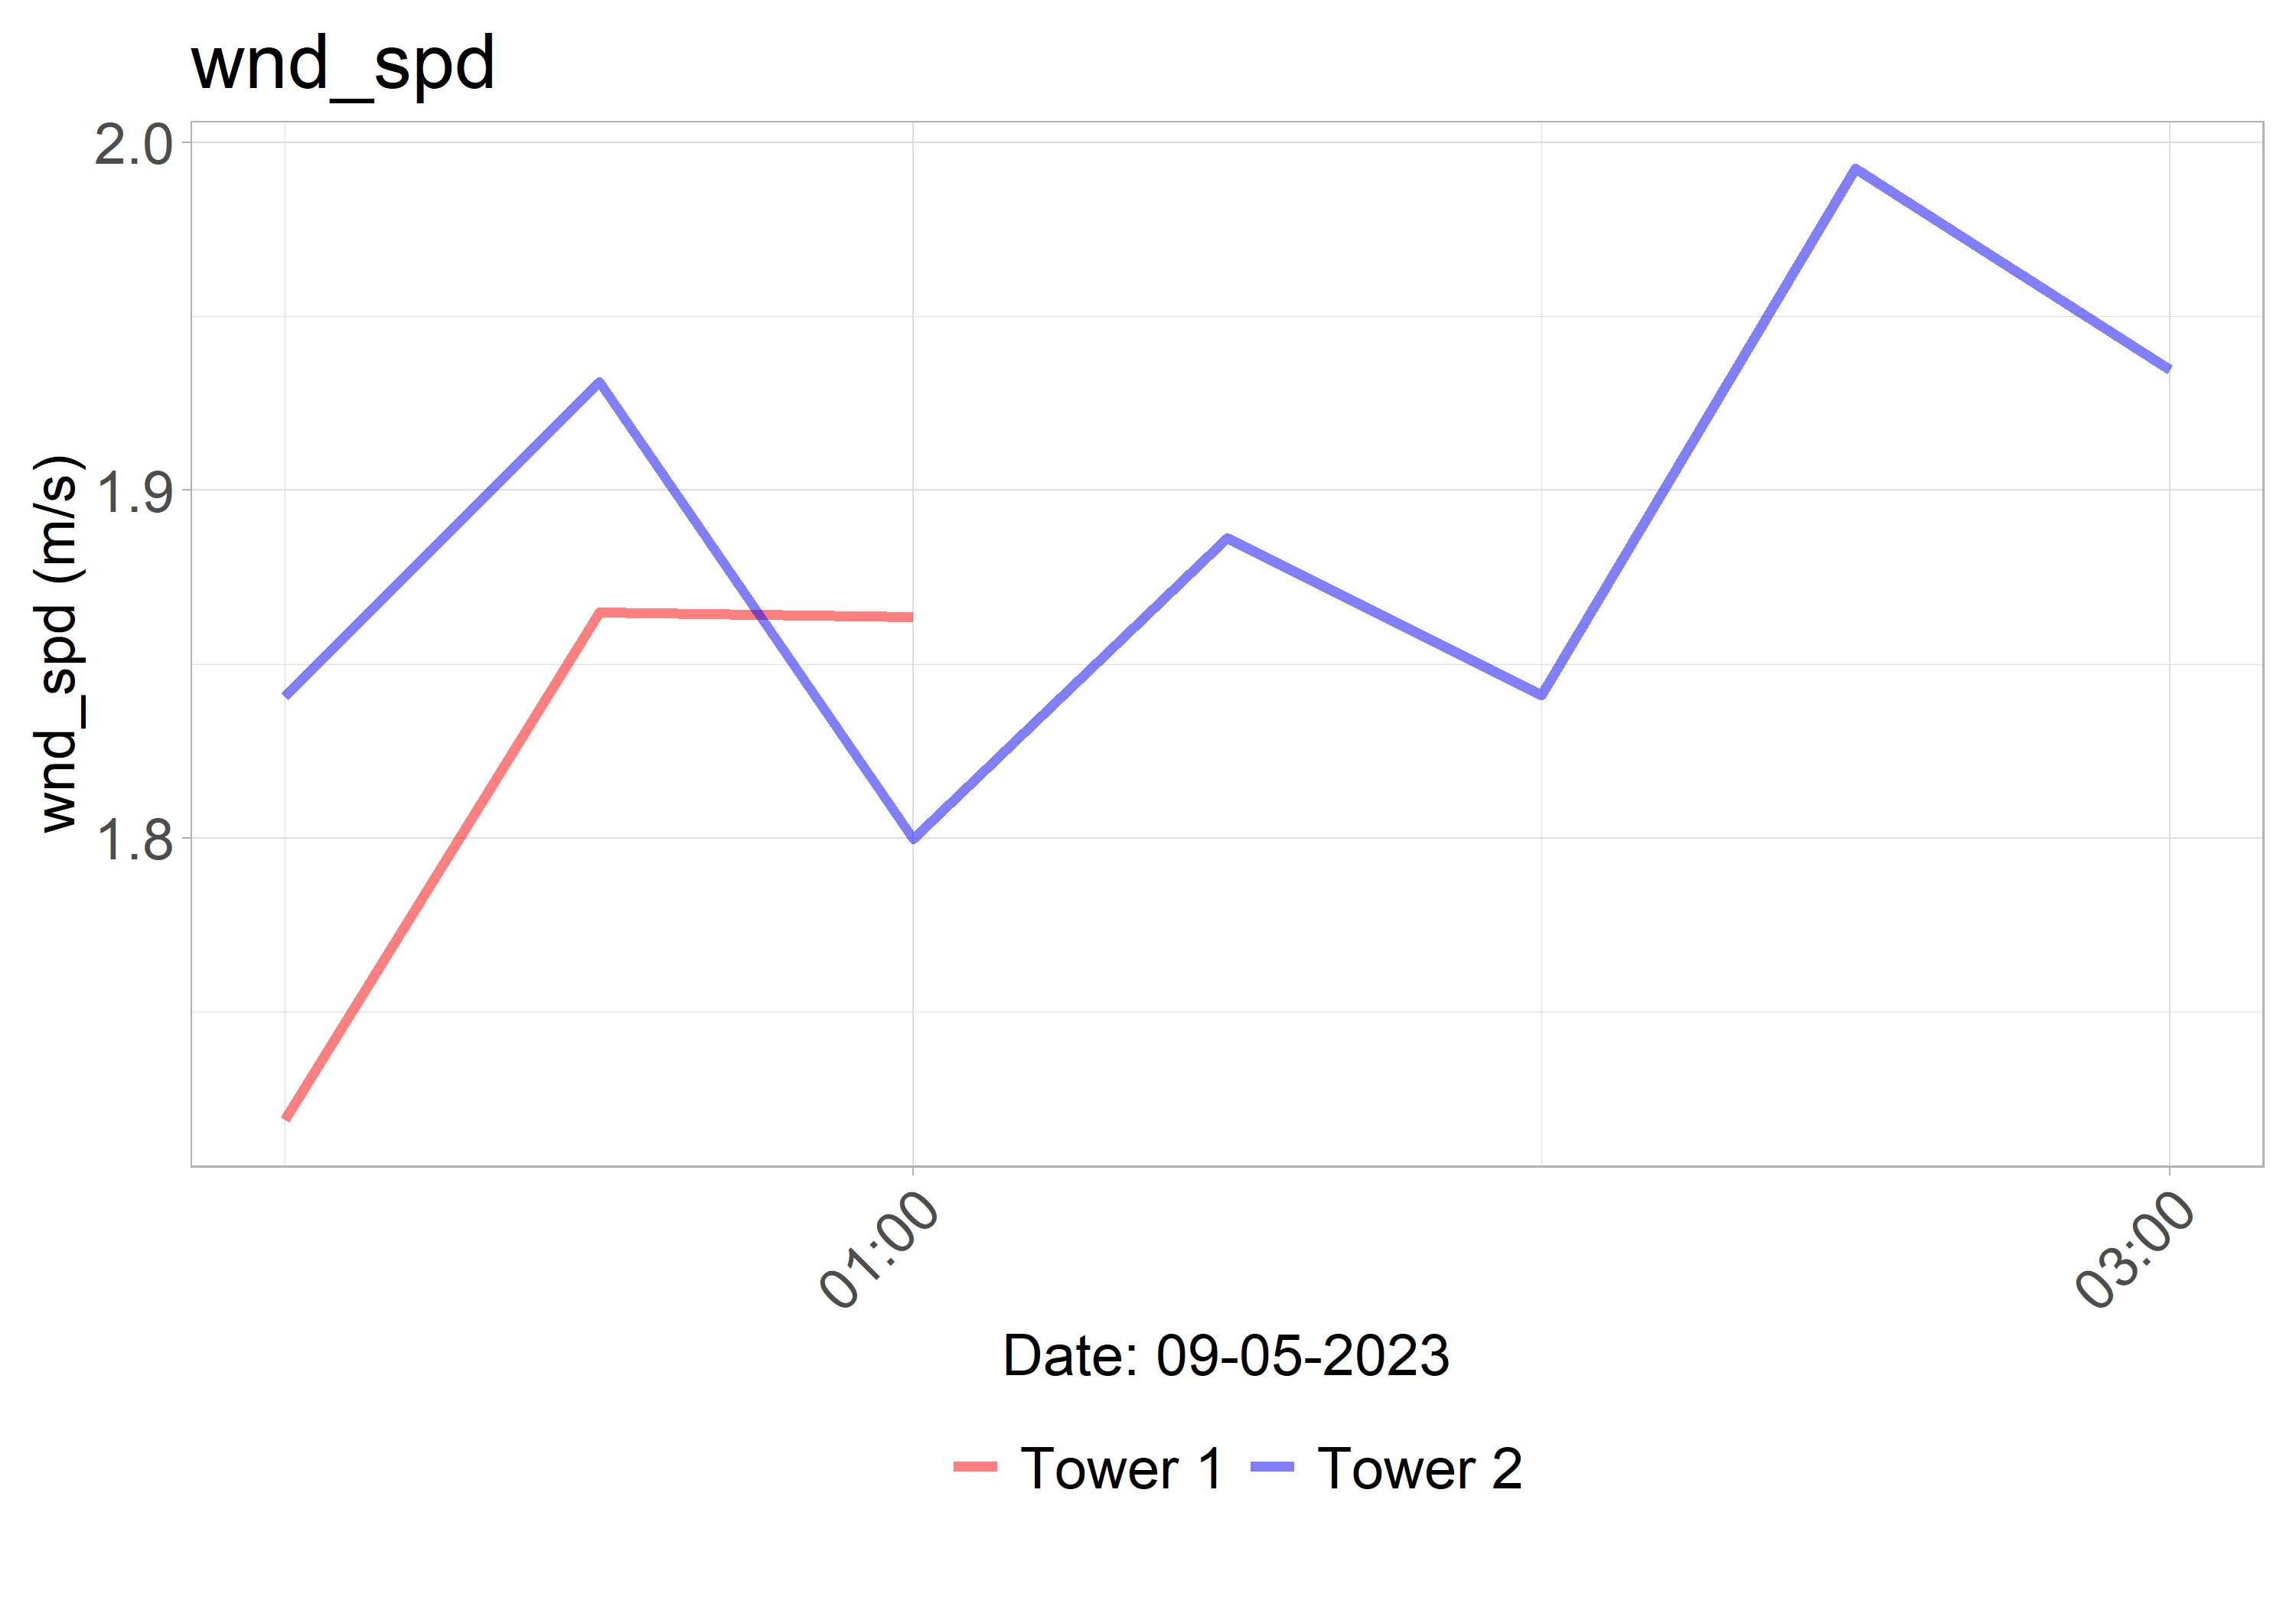 wnd_spd
2.0
1.9
1.8
wnd_spd (m/s)
01:00
03:00
Date: 09-05-2023
Tower 1
Tower 2